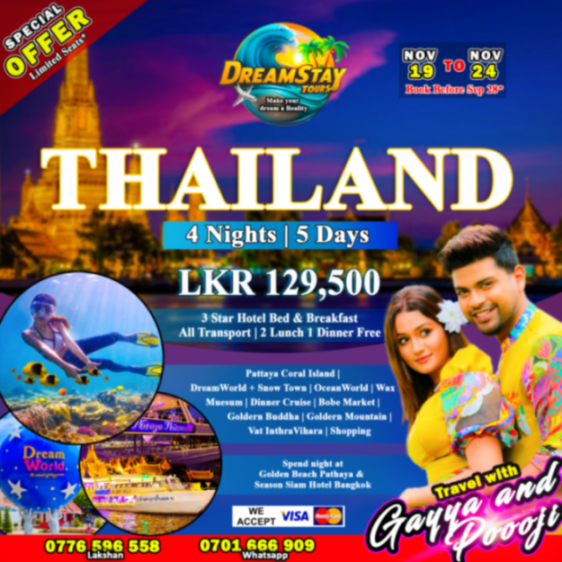 SPECIAL
OFFER
Limited Seats*
DREAMSTAY
TOURS
Make your
dream a Reality
NOV
19
TO
NOV
24
Book Before Sep 28*
THAILAND
4 Nights | 5 Days
LKR 129,500
3 Star Hotel Bed & Breakfast
All Transport | 2 Lunch 1 Dinner Free
Pattaya Coral Island |
DreamWorld + Snow Town | OceanWorld | Wax
Muesum | Dinner Cruise | Bobe Market |
Goldern Buddha | Goldern Mountain |
Vat InthraVihara | Shopping
Spend night at
Golden Beach Pathaya &
Season Siam Hotel Bangkok
Dream
World
WE
ACCEPT
VISA
MasterCard
Travel with
Gayya and
Poooji
0776 596 558
Lakshan
0701 666 909
Whatsapp